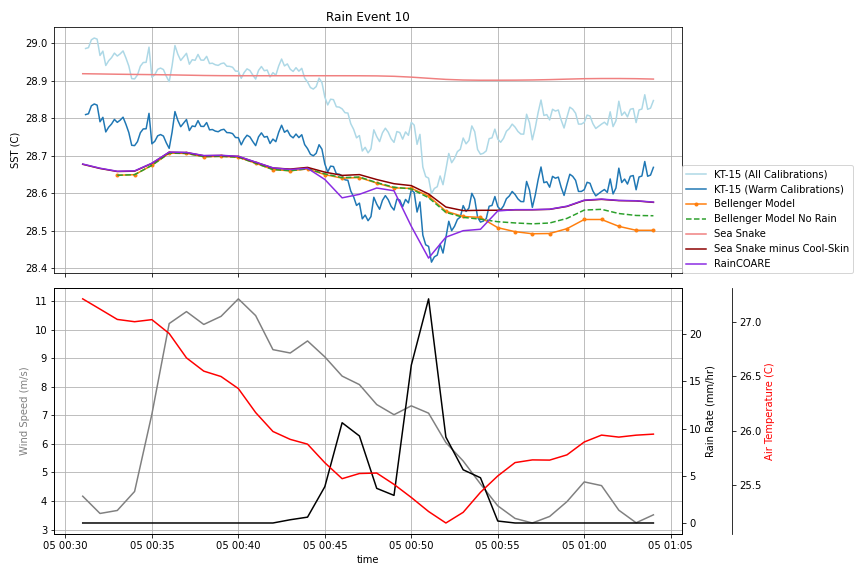 Rain Event 10
29.0
28.9
28.8
28.7
28.6
28.5
28.4
SST (C)
KT-15 (All Calibrations)
KT-15 (Warm Calibrations)
Bellenger Model
Bellenger Model No Rain
Sea Snake
Sea Snake minus Cool-Skin
RainCOARE
11
10
9
8
7
6
5
4
3
Wind Speed (m/s)
20
15
10
5
0
Rain Rate (mm/hr)
27.0
26.5
26.0
25.5
Air Temperature (C)
05 00:30 05 00:35 05 00:40 05 00:45 05 00:50 05 00:55 05 01:00 05 01:05
time